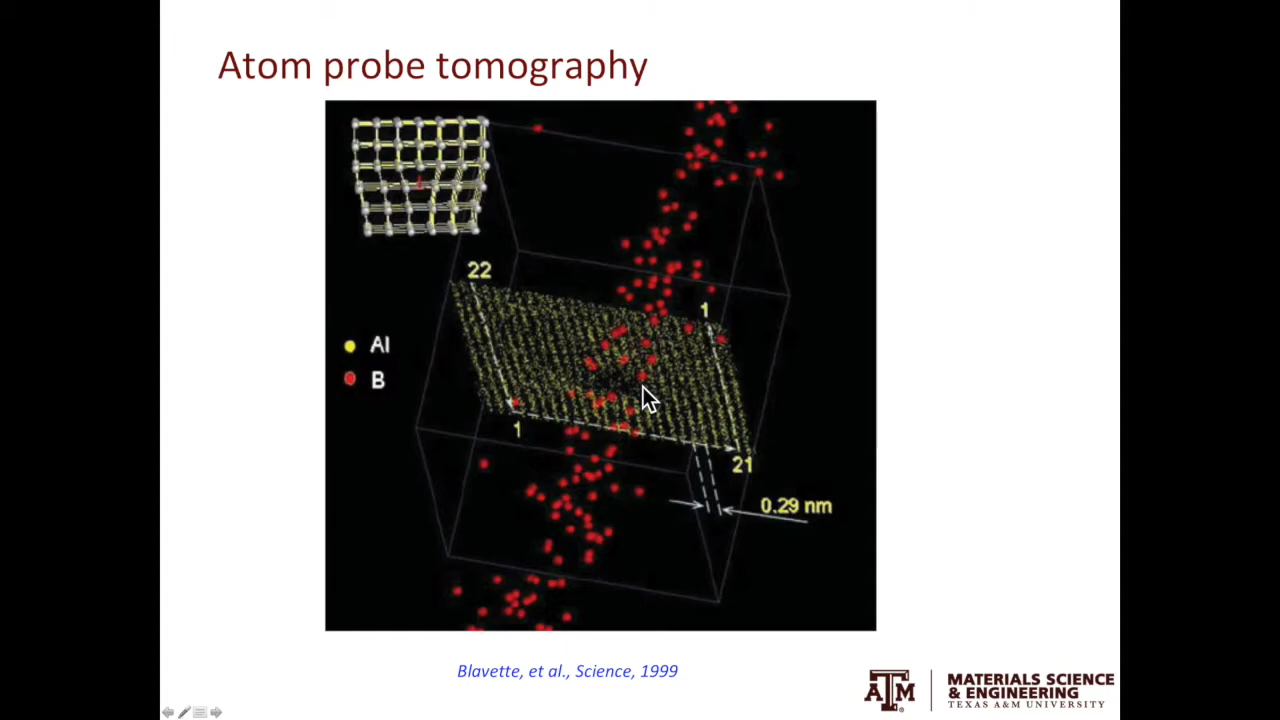 Atom probe tomography
22
1
Al
B
1
21
0.29 nm
Blavette, et al., Science, 1999
ĀM
MATERIALS SCIENCE
& ENGINEERING
TEXAS A&M UNIVERSITY